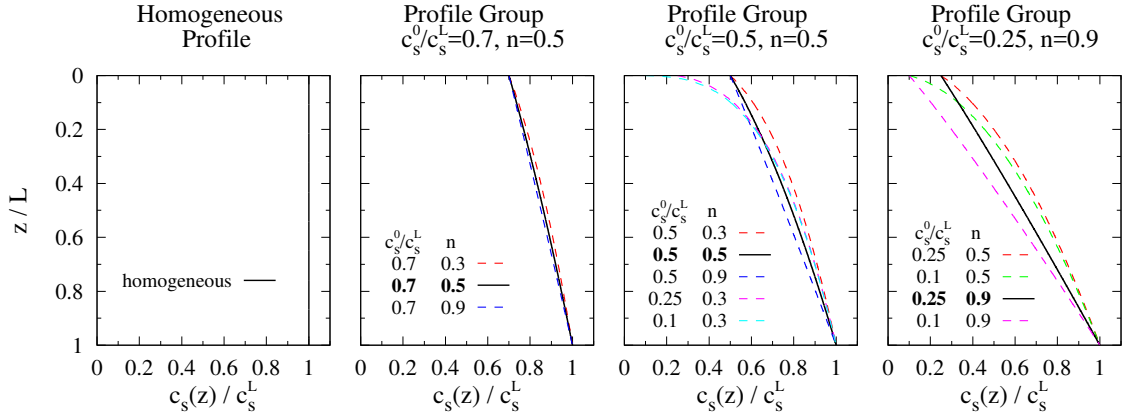 Homogeneous
Profile
Profile Group
c_s^0/c_s^L=0.7, n=0.5
Profile Group
c_s^0/c_s^L=0.5, n=0.5
Profile Group
c_s^0/c_s^L=0.25, n=0.9
z / L
0
0.2
0.4
0.6
0.8
1
homogeneous
0 0.2 0.4 0.6 0.8 1
c_s(z) / c_s^L
c_s^0/c_s^L n
0.7 0.3
0.7 0.5
0.7 0.9
0 0.2 0.4 0.6 0.8 1
c_s(z) / c_s^L
c_s^0/c_s^L n
0.5 0.3
0.5 0.5
0.5 0.9
0.25 0.3
0.1 0.3
0 0.2 0.4 0.6 0.8 1
c_s(z) / c_s^L
c_s^0/c_s^L n
0.25 0.5
0.1 0.5
0.25 0.9
0.1 0.9
0 0.2 0.4 0.6 0.8 1
c_s(z) / c_s^L